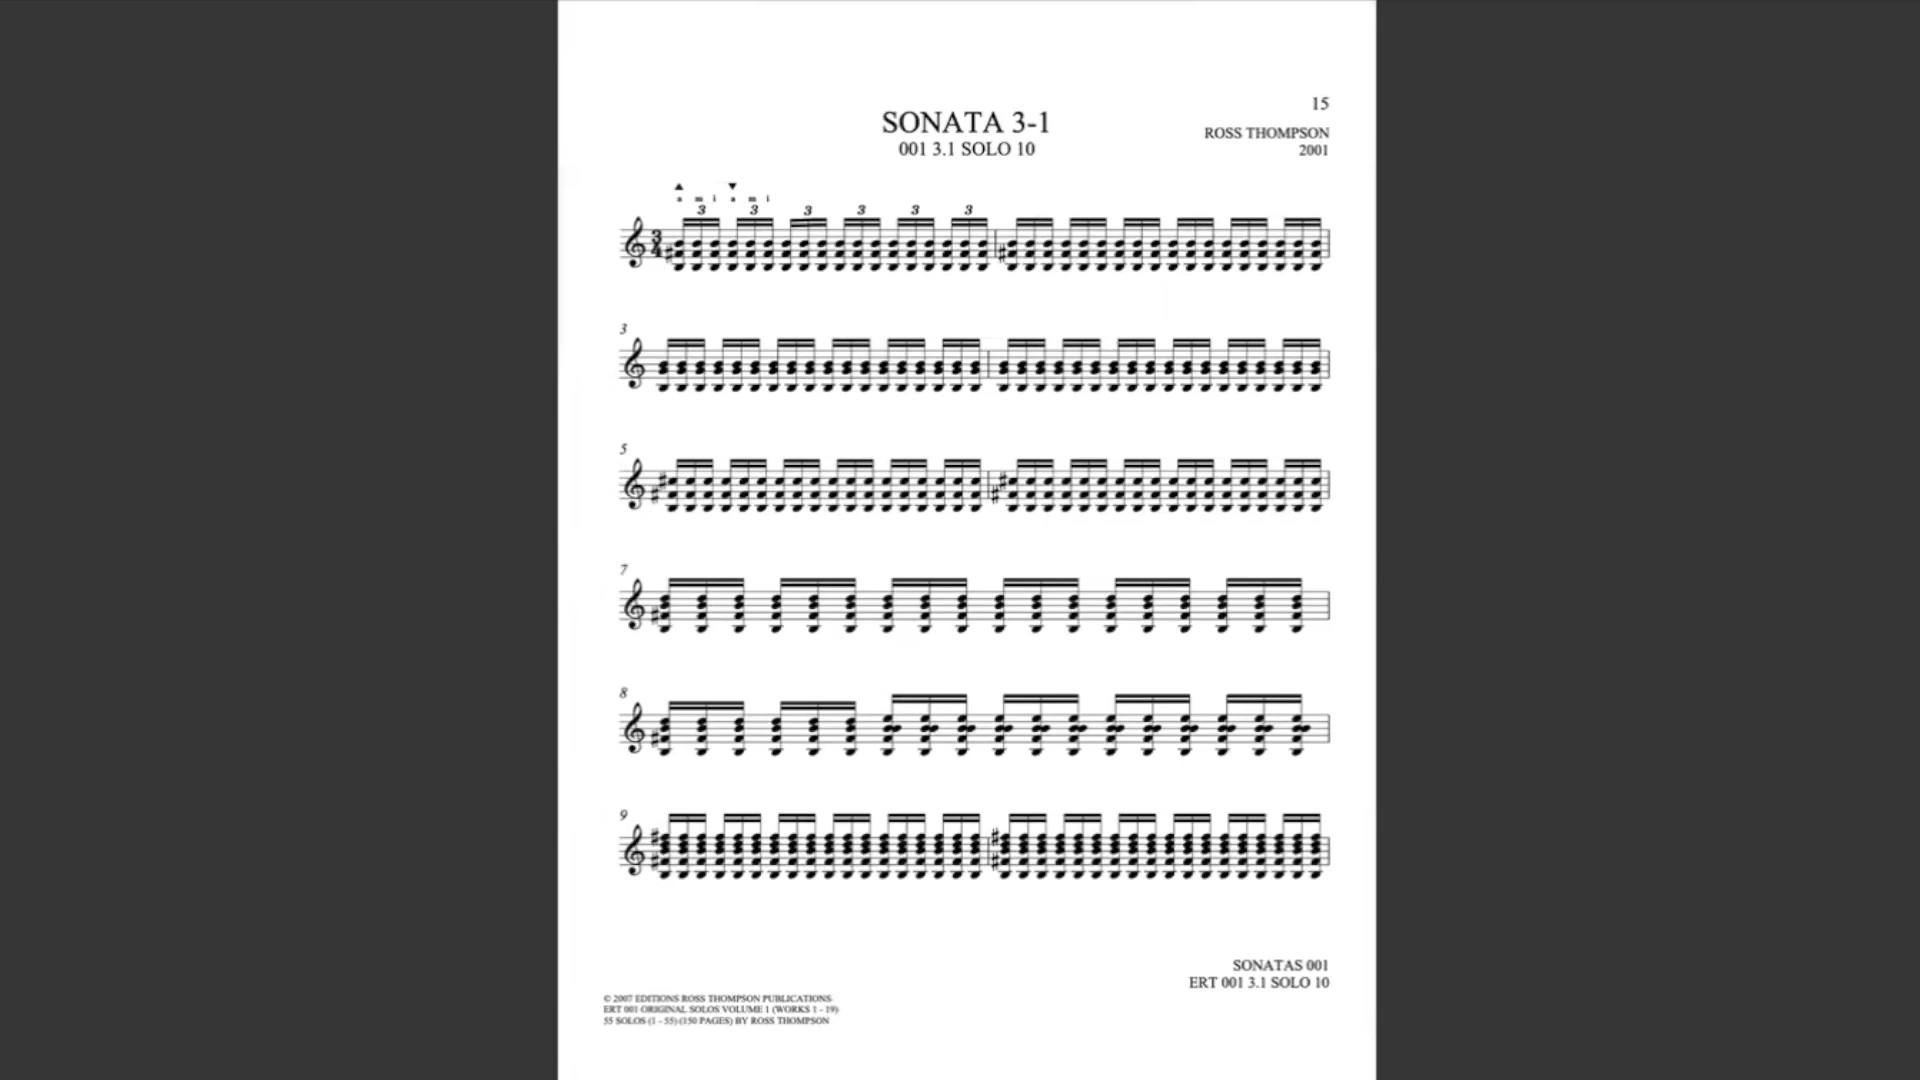 15
SONATA 3-1
ROSS THOMPSON
001 3.1 SOLO 10
2001
a m i a m i
3 3 3 3 3 3
3
4
3
5
7
8
9
SONATAS 001
ERT 001 3.1 SOLO 10
© 2007 EDITIONS ROSS THOMPSON PUBLICATIONS
ERT 001 ORIGINAL SOLOS VOLUME 1 (WORKS 1 - 19)
55 SOLOS (1 - 55) (150 PAGES) BY ROSS THOMPSON